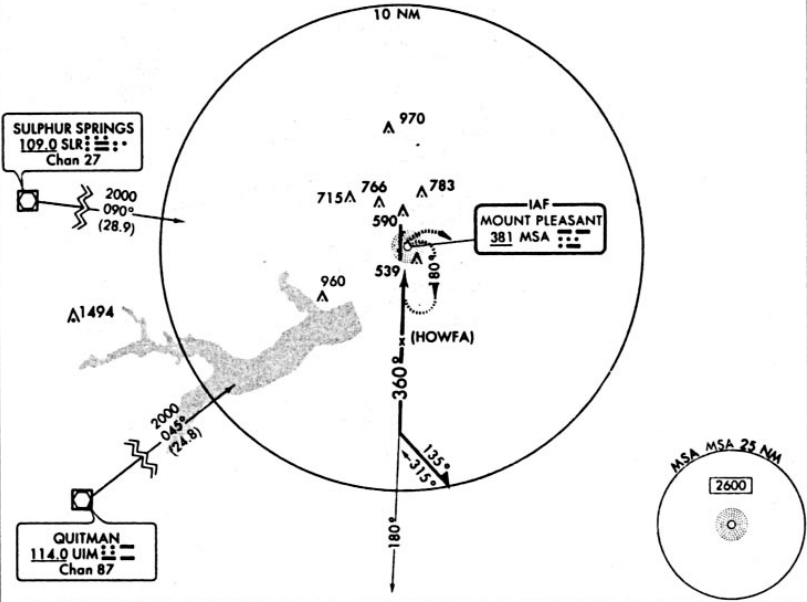 10 NM
970
SULPHUR SPRINGS
109.0 SLR
Chan 27
2000
090°
(28.9)
715
766
783
590
IAF
MOUNT PLEASANT
381 MSA
539
180°
960
1494
(HOWFA)
360°
2000
045°
(24.8)
135°
315°
MSA MSA 25 NM
2600
QUITMAN
114.0 UIM
Chan 87
180°